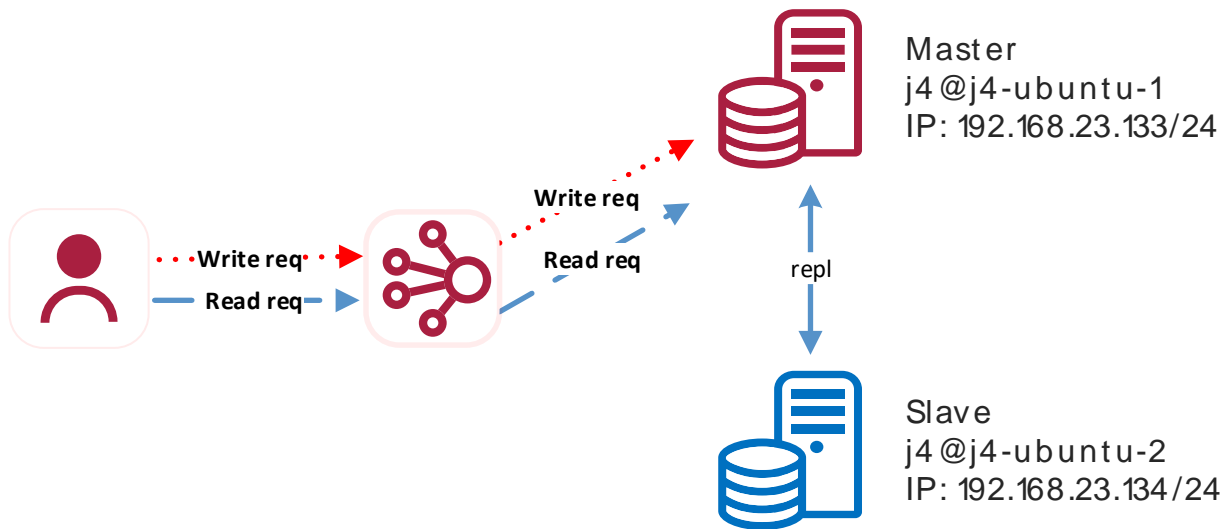 Master
j4@j4-ubuntu-1
IP: 192.168.23.133/24
Write req
Write req
Read req
Read req
repl
Slave
j4@j4-ubuntu-2
IP: 192.168.23.134/24